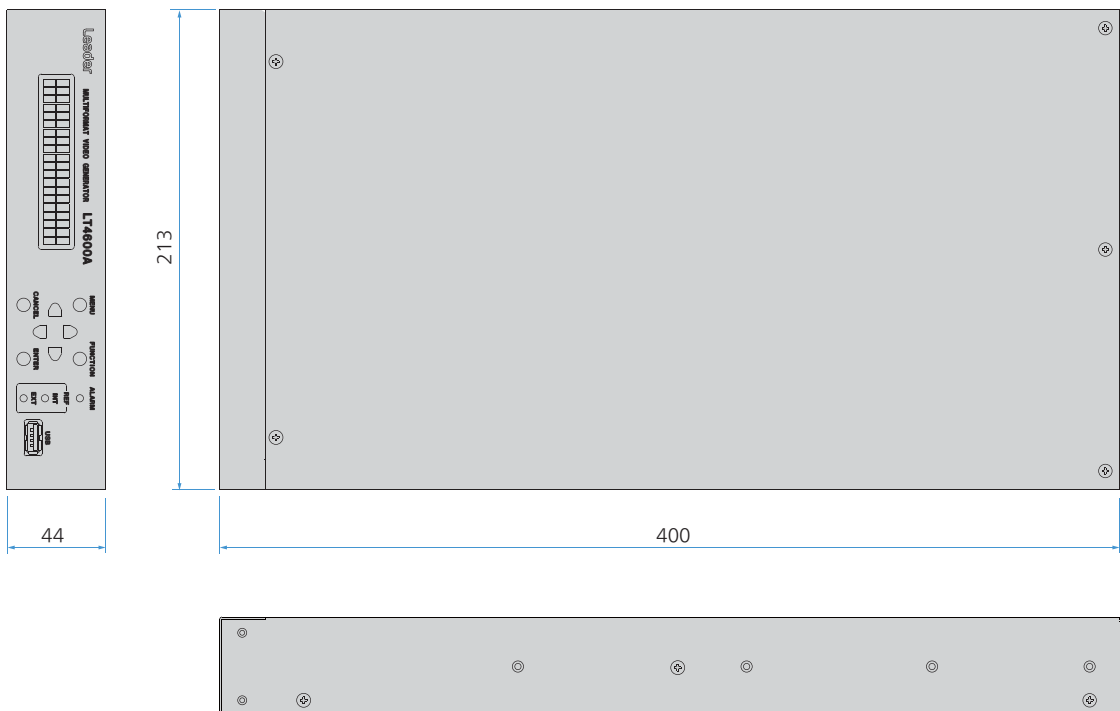 Leader
MULTIFORMAT VIDEO GENERATOR LT4600A
MENU
FUNCTION
ALARM
CANCEL
ENTER
REF
INT
EXT
USB
213
44
400